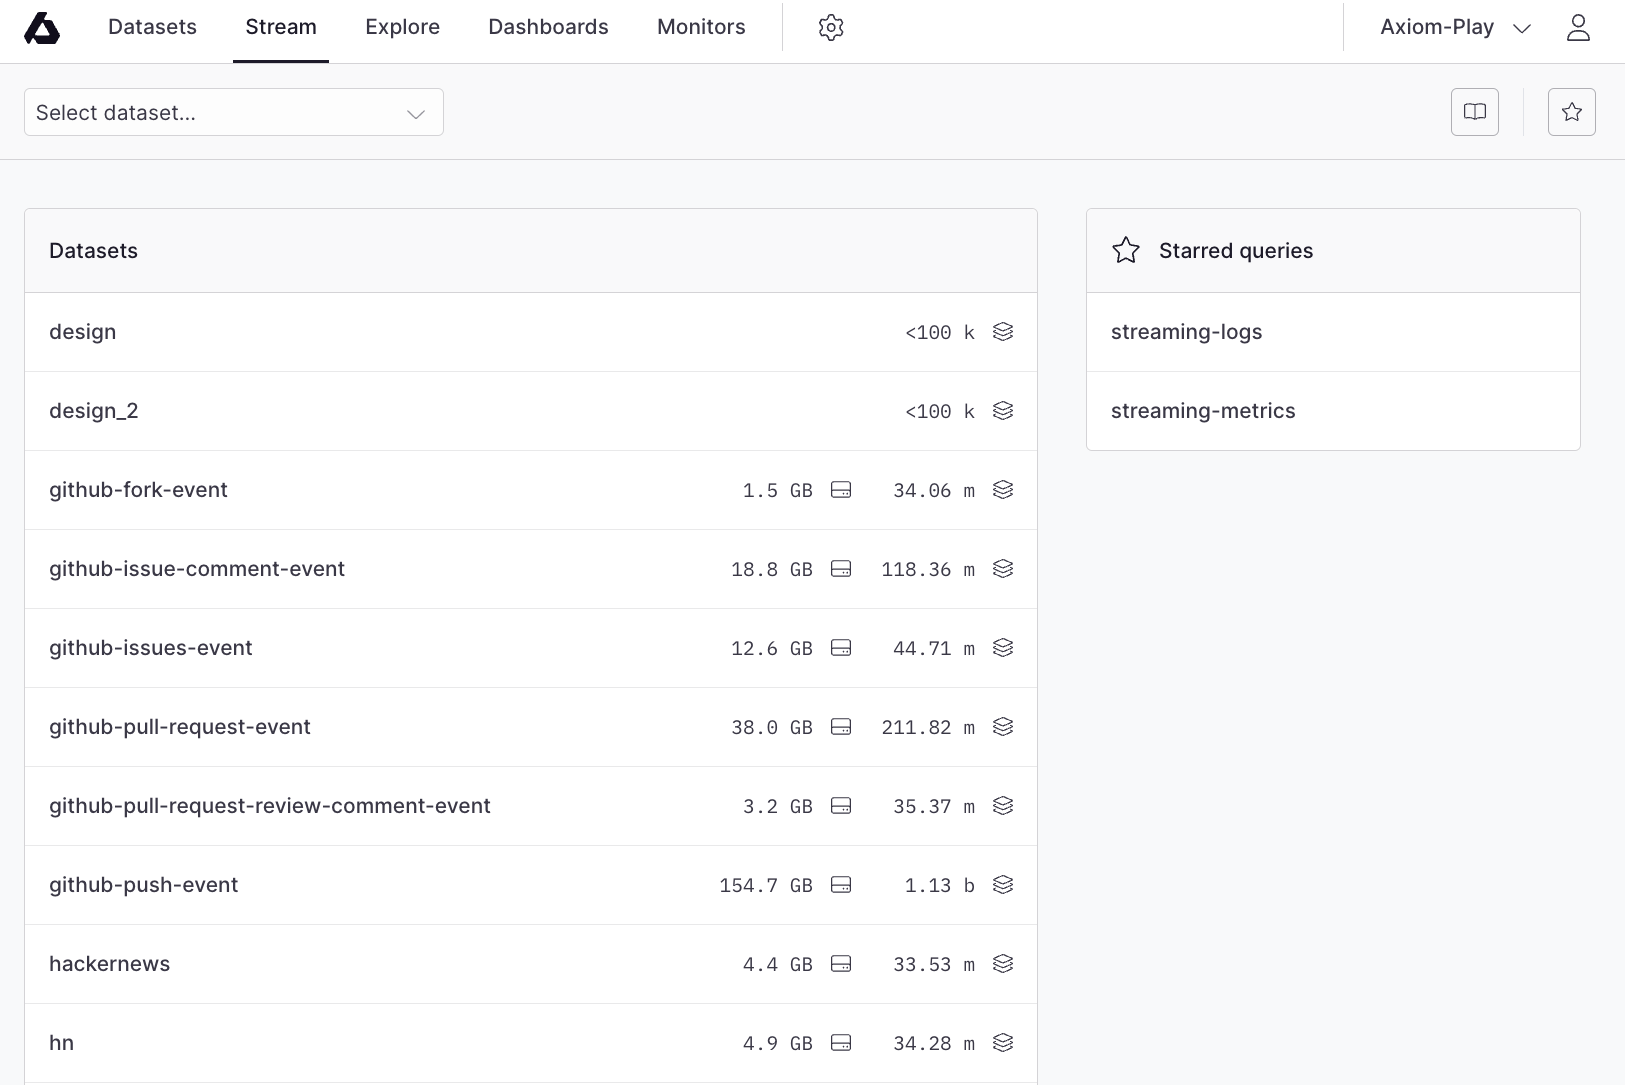 Datasets Stream Explore Dashboards Monitors Axiom-Play
Select dataset...
Datasets
design <100 k
design_2 <100 k
github-fork-event 1.5 GB 34.06 m
github-issue-comment-event 18.8 GB 118.36 m
github-issues-event 12.6 GB 44.71 m
github-pull-request-event 38.0 GB 211.82 m
github-pull-request-review-comment-event 3.2 GB 35.37 m
github-push-event 154.7 GB 1.13 b
hackernews 4.4 GB 33.53 m
hn 4.9 GB 34.28 m
Starred queries
streaming-logs
streaming-metrics